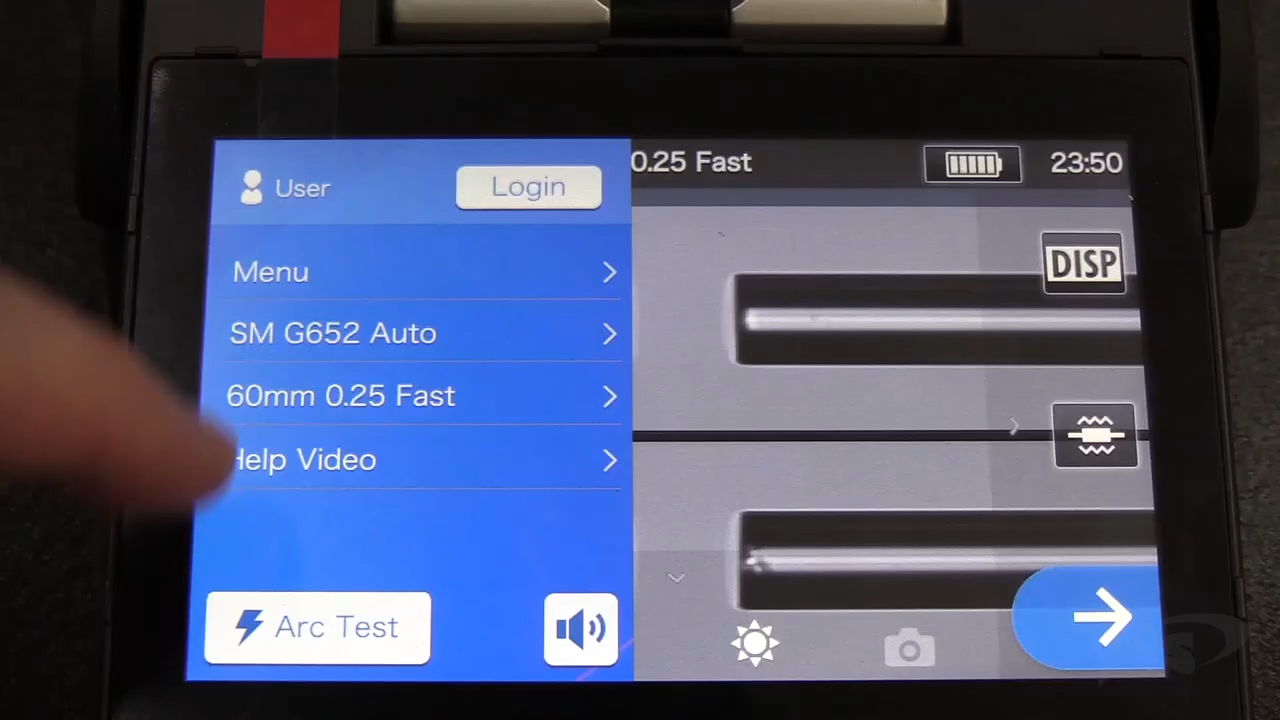 User
Login
0.25 Fast
23:50
Menu
DISP
SM G652 Auto
60mm 0.25 Fast
Help Video
Arc Test